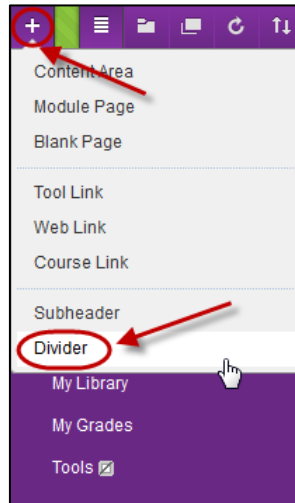 Content Area
Module Page
Blank Page
Tool Link
Web Link
Course Link
Subheader
Divider
My Library
My Grades
Tools